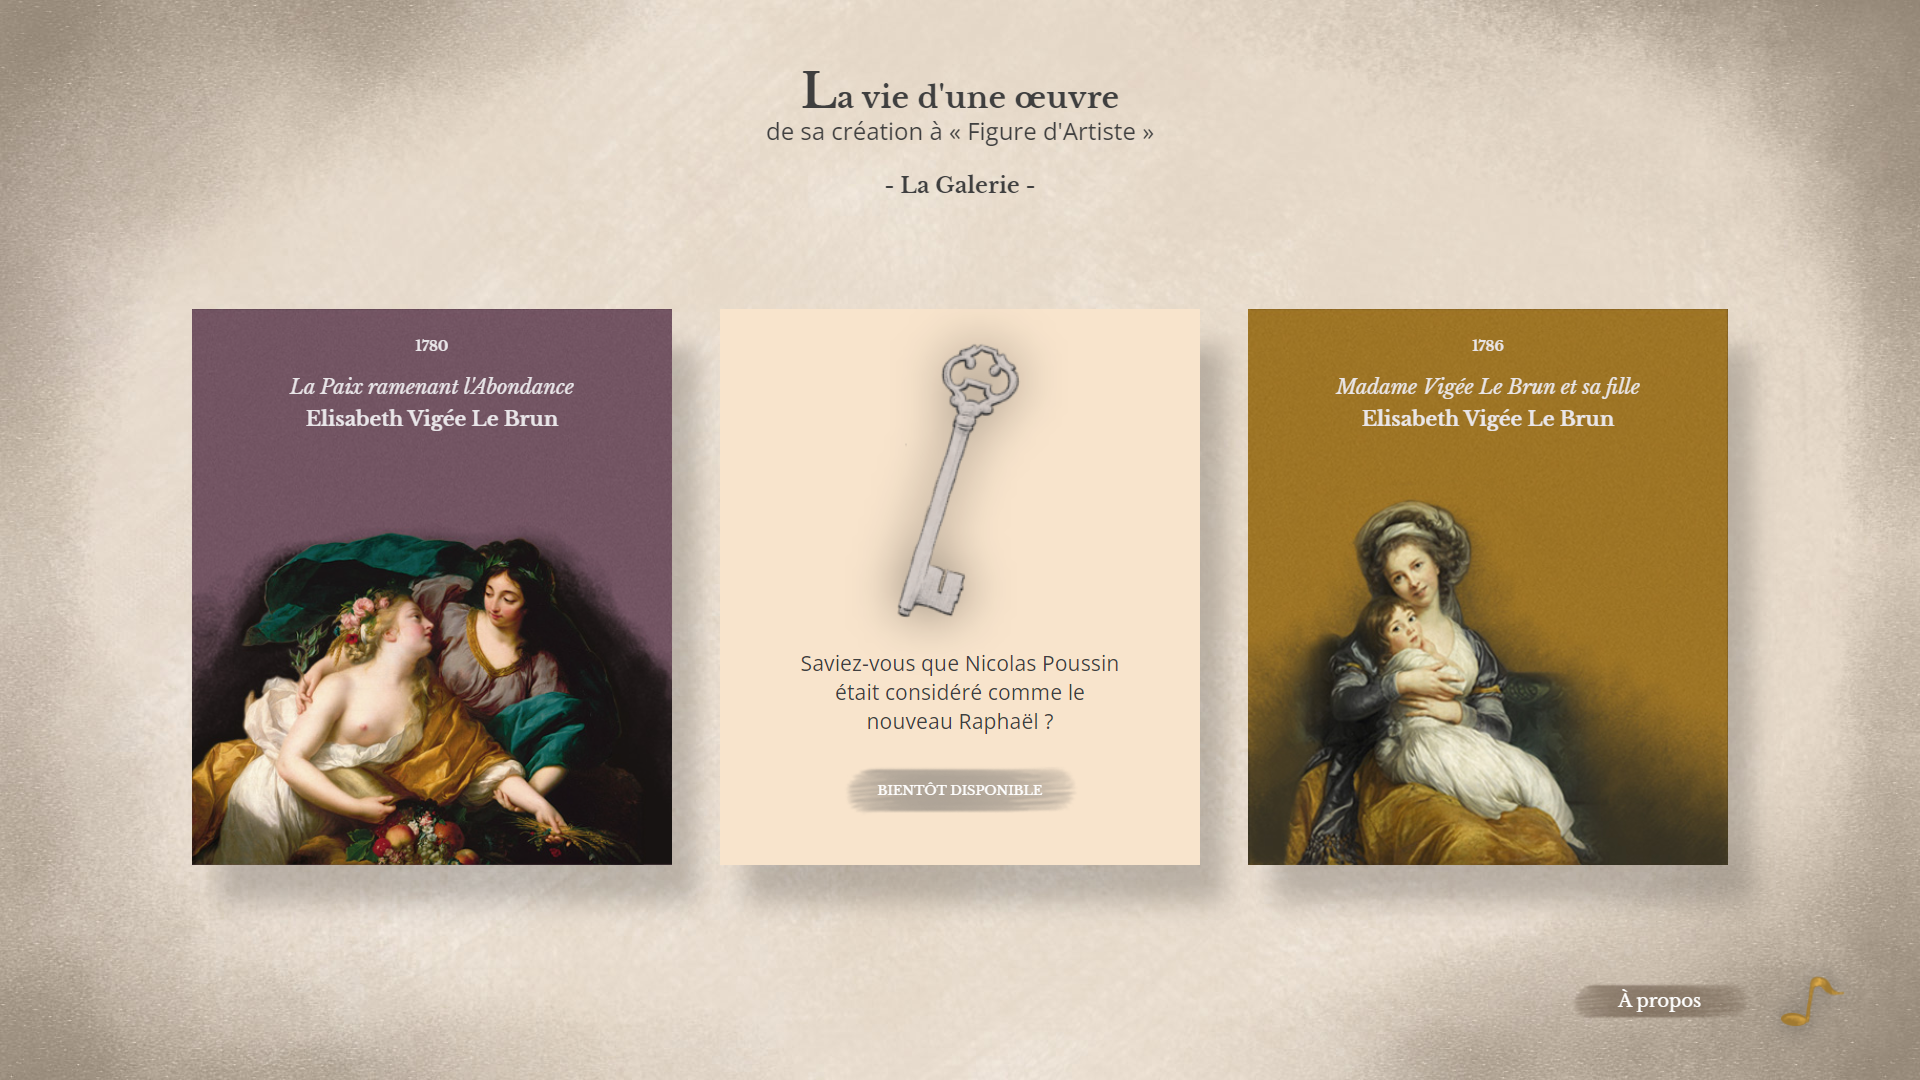 La vie d'une œuvre
de sa création à « Figure d'Artiste »
- La Galerie -
1780
La Paix ramenant l'Abondance
Elisabeth Vigée Le Brun
Saviez-vous que Nicolas Poussin
était considéré comme le
nouveau Raphaël ?
BIENTÔT DISPONIBLE
1786
Madame Vigée Le Brun et sa fille
Elisabeth Vigée Le Brun
À propos